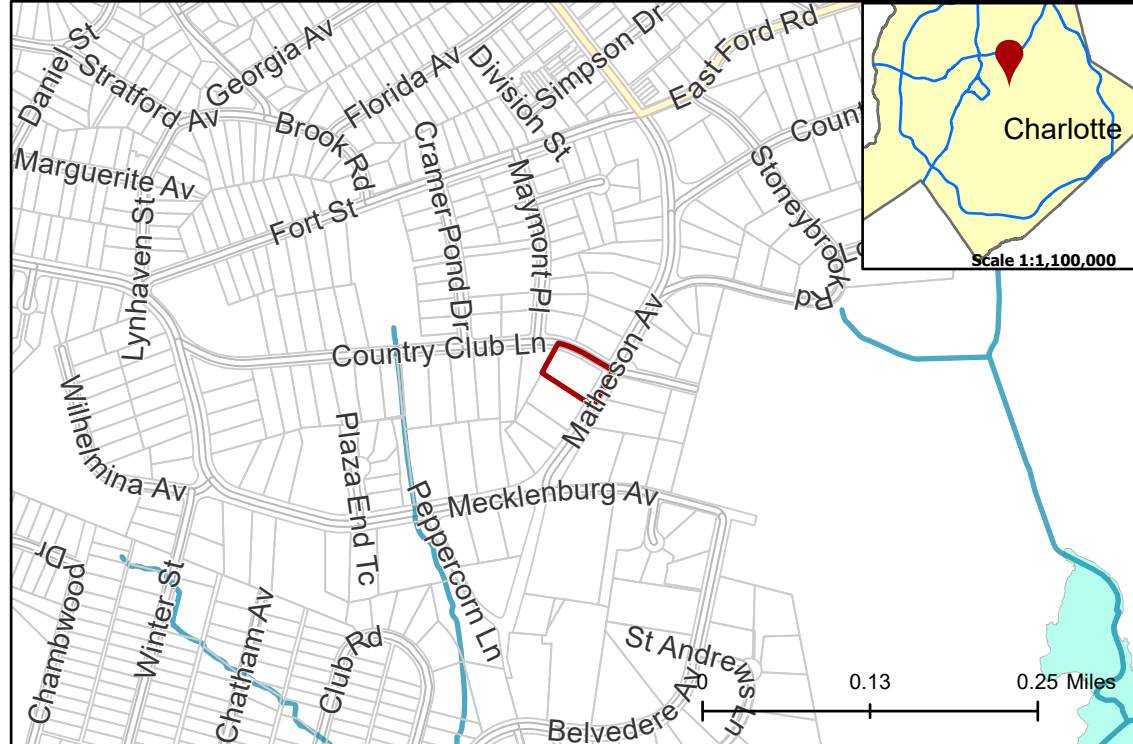 Daniel St
Stratford Av
Georgia Av
Florida Av
Division St
Simpson Dr
East Ford Rd
Brook Rd
Marguerite Av
Lynhaven St
Fort St
Cramer Pond Dr
Maymont Pl
Stoneybrook Rd
Charlotte
Scale 1:1,100,000
Country Club Ln
Matheson Av
Wilhelmina Av
Plaza End Tc
Mecklenburg Av
Peppercorn Ln
Chambwood Dr
Winter St
Chatham Av
Club Rd
St Andrews Ln
Belvedere Av
0 0.13 0.25 Miles